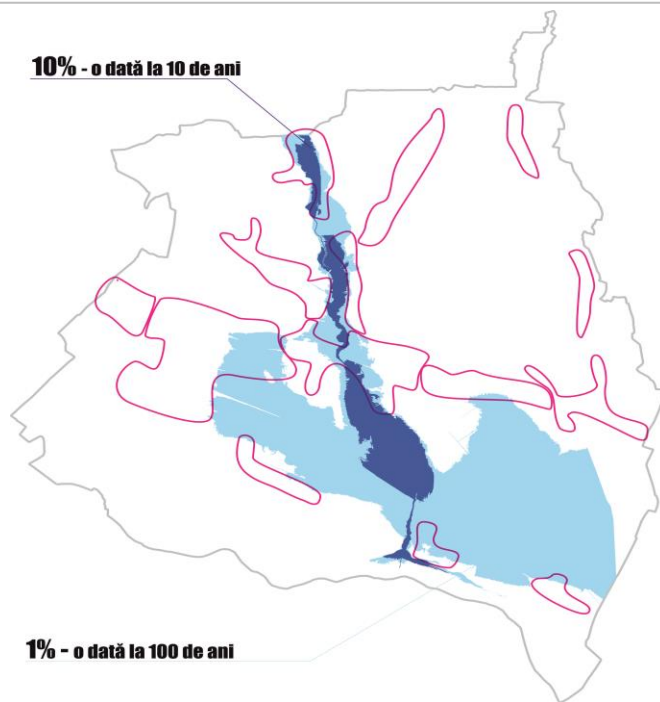 10% - o dată la 10 de ani
1% - o dată la 100 de ani